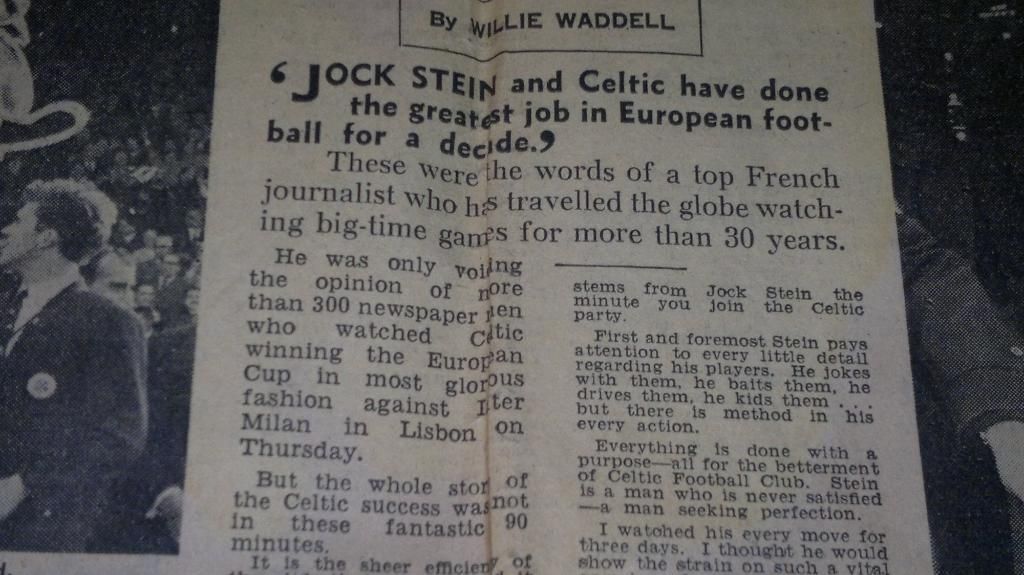 By WILLIE WADDELL
‘JOCK STEIN and Celtic have done
the greatest job in European foot-
ball for a decade.’
These were the words of a top French
journalist who has travelled the globe watch-
ing big-time games for more than 30 years.
He was only voicing
the opinion of more
than 300 newspaper men
who watched Celtic
winning the European
Cup in most glorious
fashion against Inter
Milan in Lisbon on
Thursday.
But the whole story of
the Celtic success was not
in these fantastic 90
minutes.
It is the sheer efficiency of
stems from Jock Stein the
minute you join the Celtic
party.
First and foremost Stein pays
attention to every little detail
regarding his players. He jokes
with them, he baits them, he
drives them, he kids them . . .
but there is method in his
every action.
Everything is done with a
purpose—all for the betterment
of Celtic Football Club. Stein
is a man who is never satisfied
—a man seeking perfection.
I watched his every move for
three days. I thought he would
show the strain on such a vital